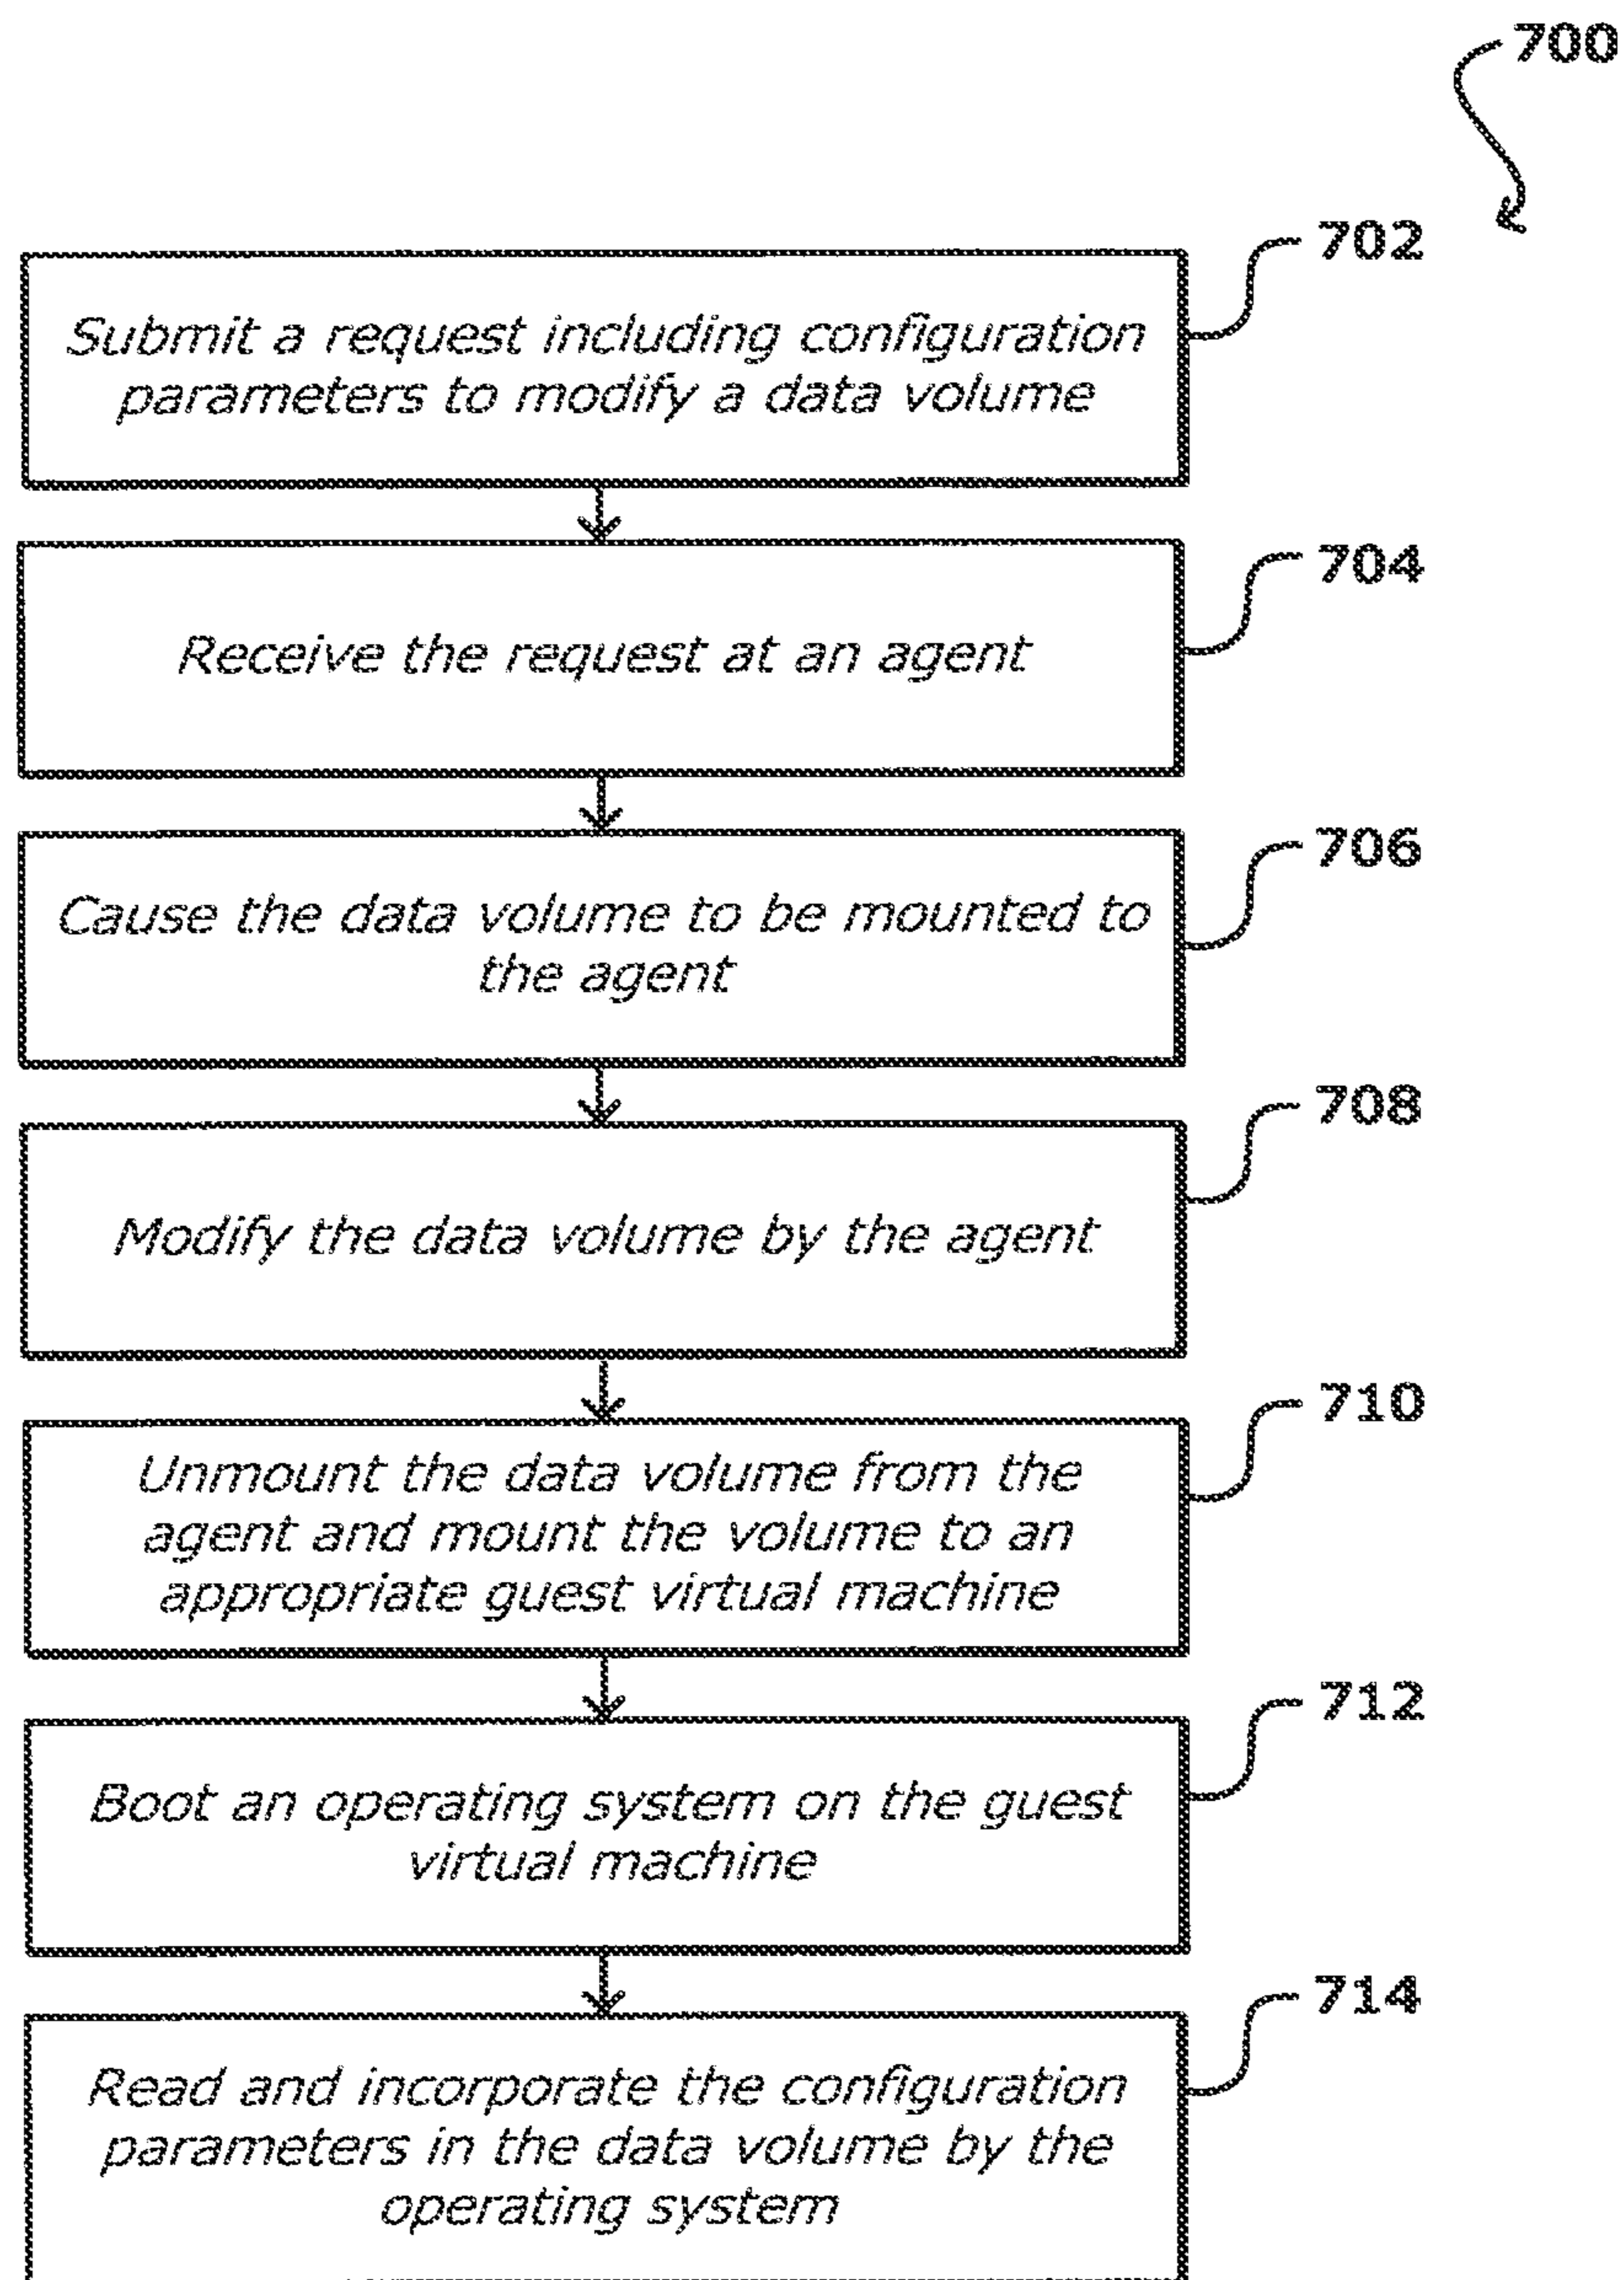 700
702
Submit a request including configuration
parameters to modify a data volume
704
Receive the request at an agent
706
Cause the data volume to be mounted to
the agent
708
Modify the data volume by the agent
710
Unmount the data volume from the
agent and mount the volume to an
appropriate guest virtual machine
712
Boot an operating system on the guest
virtual machine
714
Read and incorporate the configuration
parameters in the data volume by the
operating system